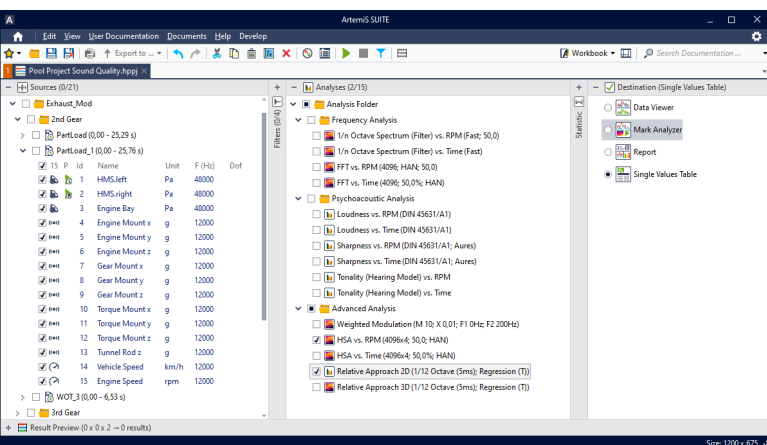 ArtemiS SUITE
Edit View User Documentation Documents Help Develop
Export to ... Workbook Search Documentation ...
1 Pool Project Sound Quality.hppj
Sources (0/21)
Exhaust_Mod
2nd Gear
PartLoad (0,00 - 25,29 s)
PartLoad_1 (0,00 - 25,76 s)
15 P Id Name Unit F (Hz) Dof
1 HMS.left Pa 48000
2 HMS.right Pa 48000
3 Engine Bay Pa 48000
4 Engine Mount x g 12000
5 Engine Mount y g 12000
6 Engine Mount z g 12000
7 Gear Mount x g 12000
8 Gear Mount y g 12000
9 Gear Mount z g 12000
10 Torque Mount x g 12000
11 Torque Mount y g 12000
12 Torque Mount z g 12000
13 Tunnel Rod z g 12000
14 Vehicle Speed km/h 12000
15 Engine Speed rpm 12000
WOT_3 (0,00 - 6,53 s)
3rd Gear
Filters (0/4)
Analyses (2/15)
Analysis Folder
Frequency Analysis
1/n Octave Spectrum (Filter) vs. RPM (Fast; 50,0)
1/n Octave Spectrum (Filter) vs. Time (Fast)
FFT vs. RPM (4096; HAN; 50,0)
FFT vs. Time (4096; 50,0%; HAN)
Psychoacoustic Analysis
Loudness vs. RPM (DIN 45631/A1)
Loudness vs. Time (DIN 45631/A1)
Sharpness vs. RPM (DIN 45631/A1; Aures)
Sharpness vs. Time (DIN 45631/A1; Aures)
Tonality (Hearing Model) vs. RPM
Tonality (Hearing Model) vs. Time
Advanced Analysis
Weighted Modulation (M 10; X 0,01; F1 0Hz; F2 200Hz)
HSA vs. RPM (4096x4; 50,0; HAN)
HSA vs. Time (4096x4; 50,0%; HAN)
Relative Approach 2D (1/12 Octave (5ms); Regression (T))
Relative Approach 3D (1/12 Octave (5ms); Regression (T))
Statistic
Destination (Single Values Table)
Data Viewer
Mark Analyzer
Report
Single Values Table
Result Preview (0 x 0 x 2 → 0 results)
Size: 1200 x 675